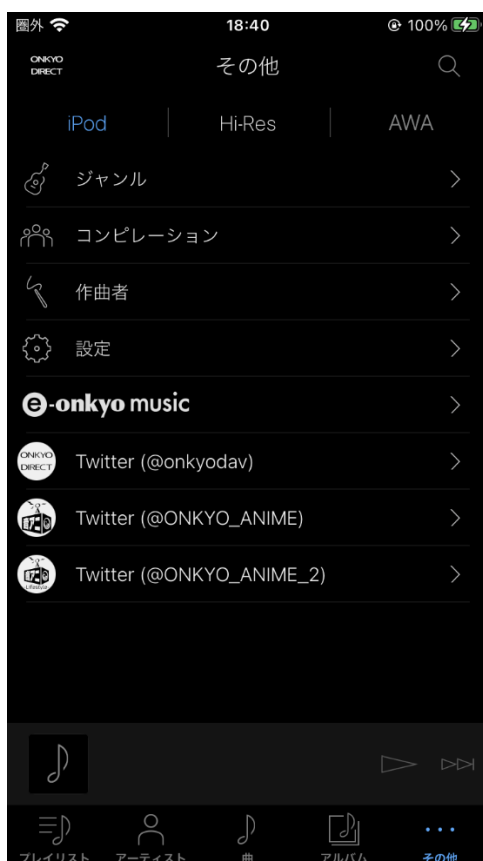 圏外 18:40 100%
ONKYO
DIRECT
その他
iPod Hi-Res AWA
ジャンル
コンピレーション
作曲者
設定
e-onkyo music
ONKYO
DIRECT
Twitter (@onkyodav)
Twitter (@ONKYO_ANIME)
Lifestyle
Twitter (@ONKYO_ANIME_2)
プレイリスト アーティスト 曲 アルバム その他